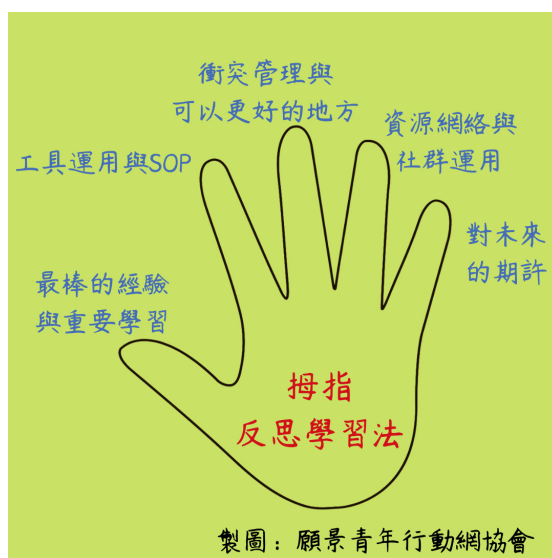 衝突管理與
可以更好的地方
資源網絡與
社群運用
工具運用與SOP
對未來
的期許
最棒的經驗
與重要學習
拇指
反思學習法
製圖：願景青年行動網協會